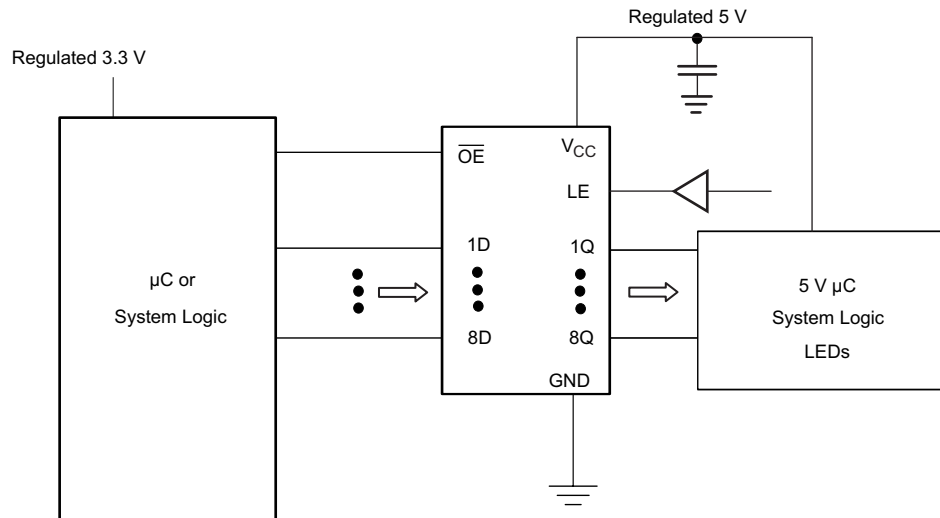 Regulated 5 V
Regulated 3.3 V
OE
VCC
LE
1D
1Q
µC or
System Logic
8D
8Q
GND
5 V µC
System Logic
LEDs